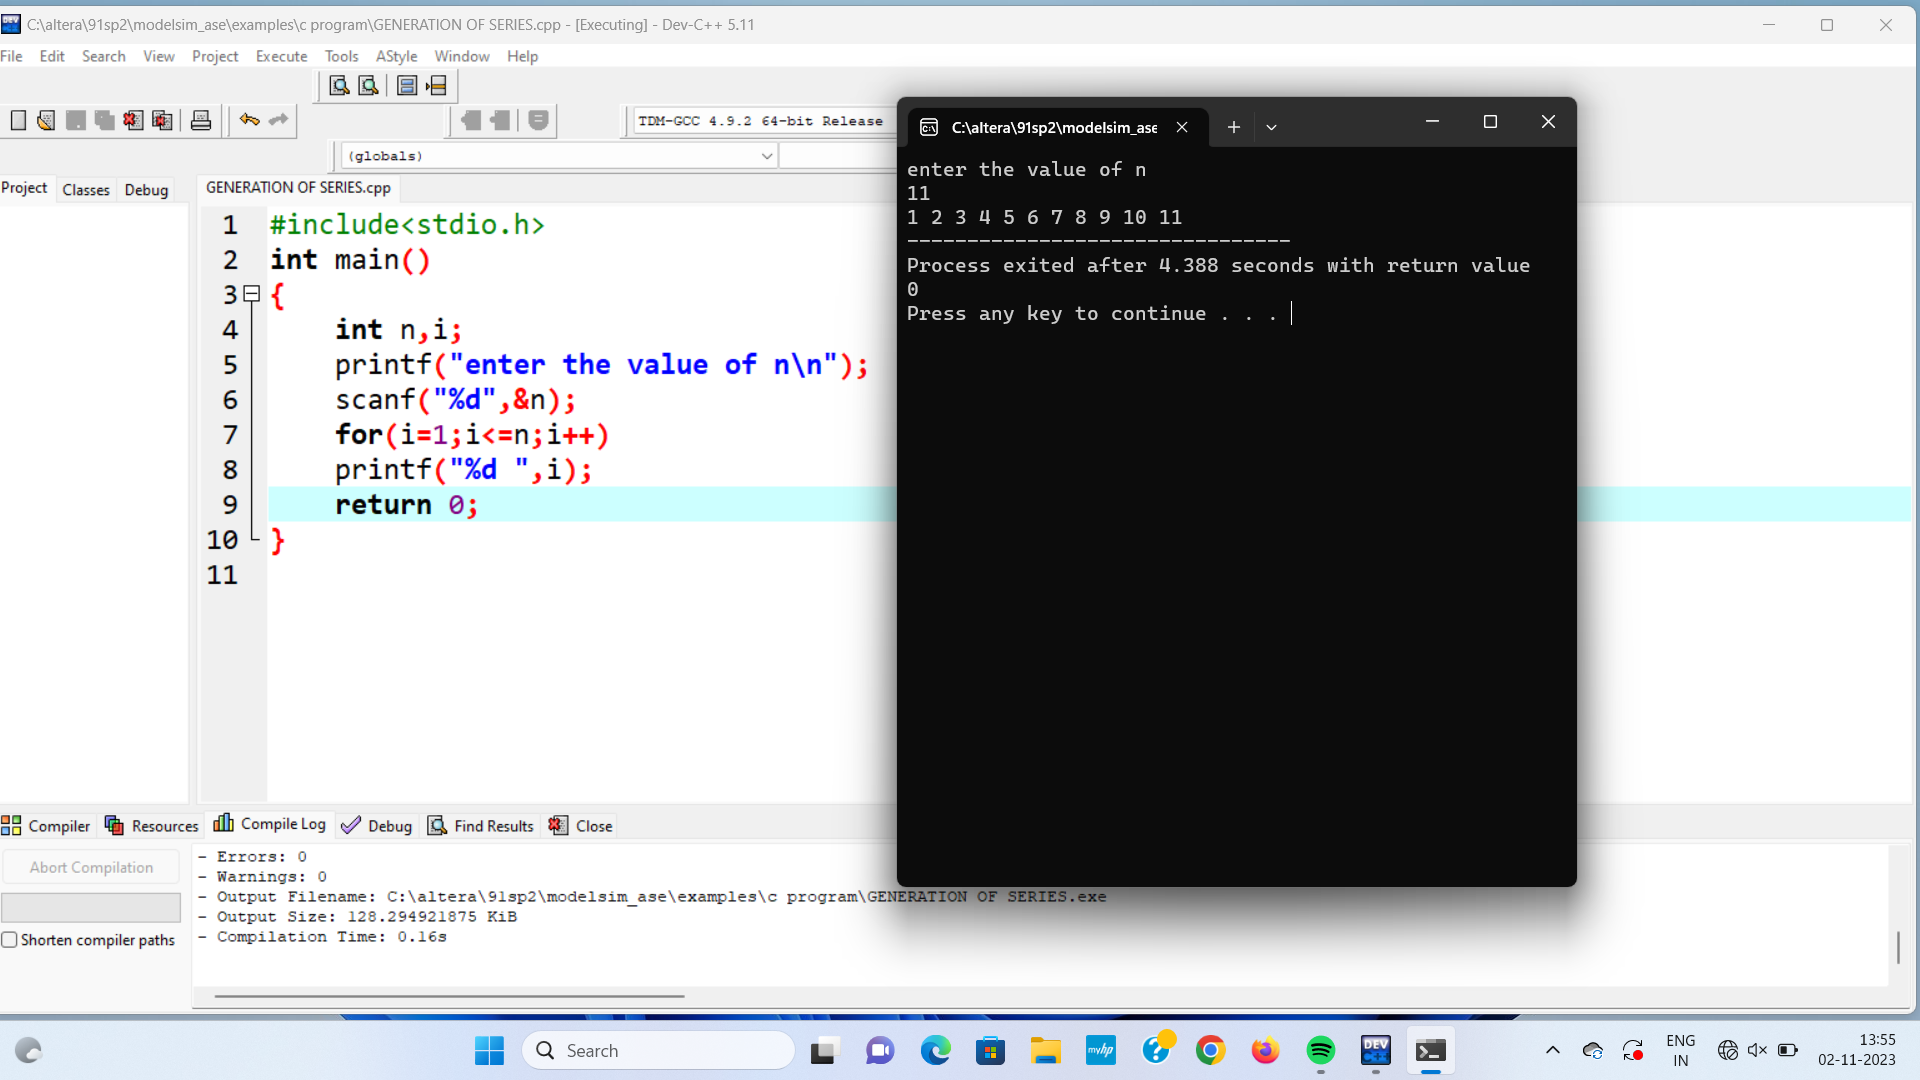 C:\altera\91sp2\modelsim_ase\examples\c program\GENERATION OF SERIES.cpp - [Executing] - Dev-C++ 5.11
File Edit Search View Project Execute Tools AStyle Window Help
TDM-GCC 4.9.2 64-bit Release
(globals)
Project Classes Debug
GENERATION OF SERIES.cpp
1 #include<stdio.h>
2 int main()
3 {
4 int n,i;
5 printf("enter the value of n\n");
6 scanf("%d",&n);
7 for(i=1;i<=n;i++)
8 printf("%d ",i);
9 return 0;
10 }
11
C:\altera\91sp2\modelsim_ase
enter the value of n
11
1 2 3 4 5 6 7 8 9 10 11
--------------------------------
Process exited after 4.388 seconds with return value
0
Press any key to continue . . .
Compiler Resources Compile Log Debug Find Results Close
Abort Compilation
Shorten compiler paths
- Errors: 0
- Warnings: 0
- Output Filename: C:\altera\91sp2\modelsim_ase\examples\c program\GENERATION OF SERIES.exe
- Output Size: 128.294921875 KiB
- Compilation Time: 0.16s
Search
myhp
DEV C++
ENG
IN
13:55
02-11-2023